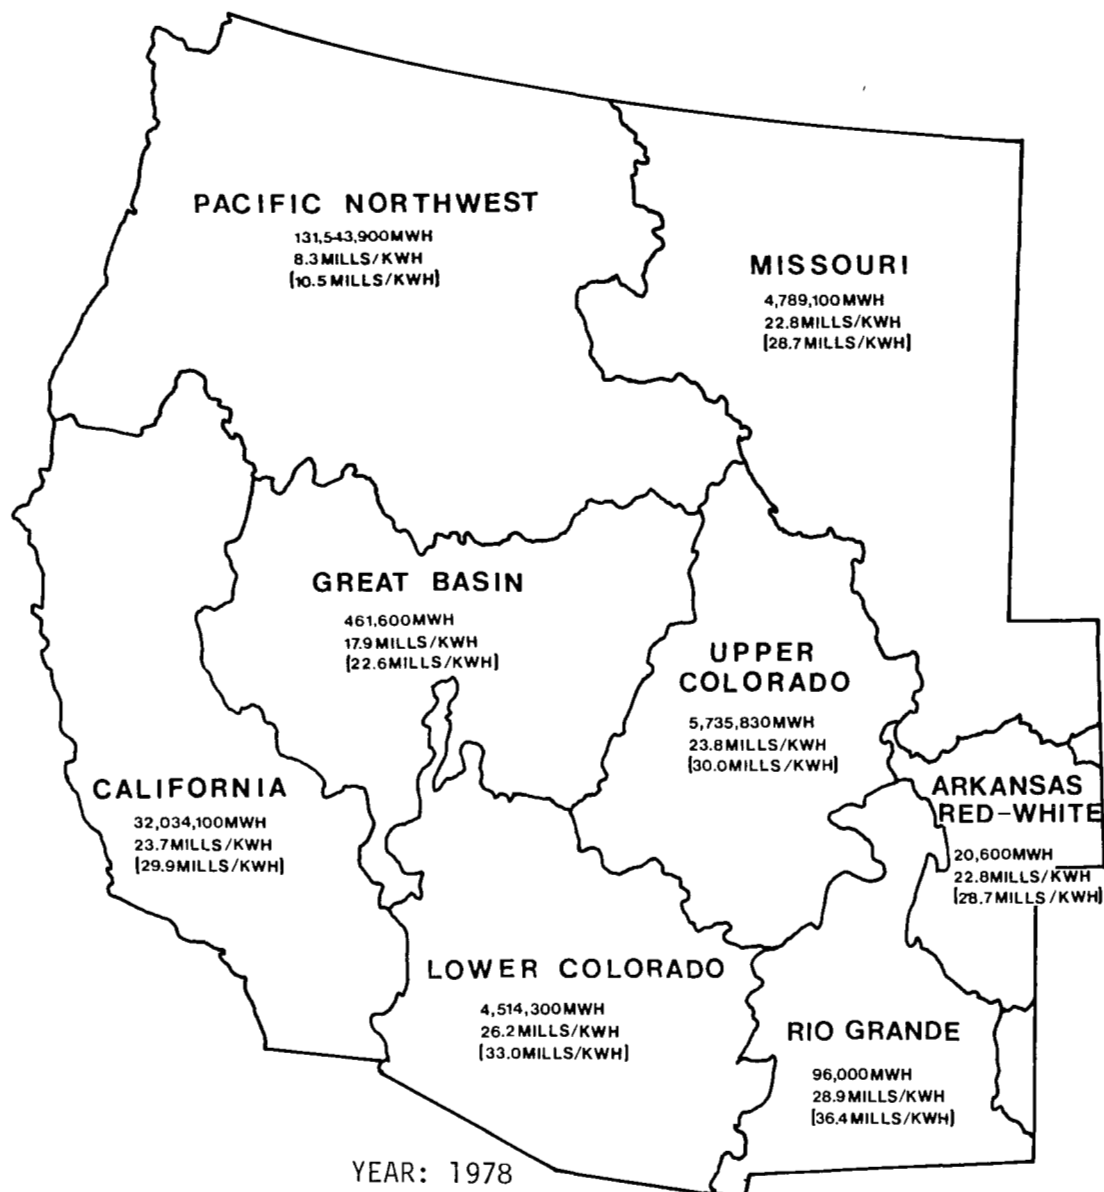 PACIFIC NORTHWEST
131,543,900MWH
8.3MILLS/KWH
(10.5MILLS/KWH)
MISSOURI
4,789,100MWH
22.8MILLS/KWH
(28.7MILLS/KWH)
GREAT BASIN
461,600MWH
17.9MILLS/KWH
(22.6MILLS/KWH)
UPPER
COLORADO
5,735,830MWH
23.8MILLS/KWH
(30.0MILLS/KWH)
CALIFORNIA
32,034,100MWH
23.7MILLS/KWH
(29.9MILLS/KWH)
ARKANSAS
RED-WHITE
20,600MWH
22.8MILLS/KWH
(28.7MILLS/KWH)
LOWER COLORADO
4,514,300MWH
26.2MILLS/KWH
(33.0MILLS/KWH)
RIO GRANDE
96,000MWH
28.9MILLS/KWH
(36.4MILLS/KWH)
YEAR: 1978